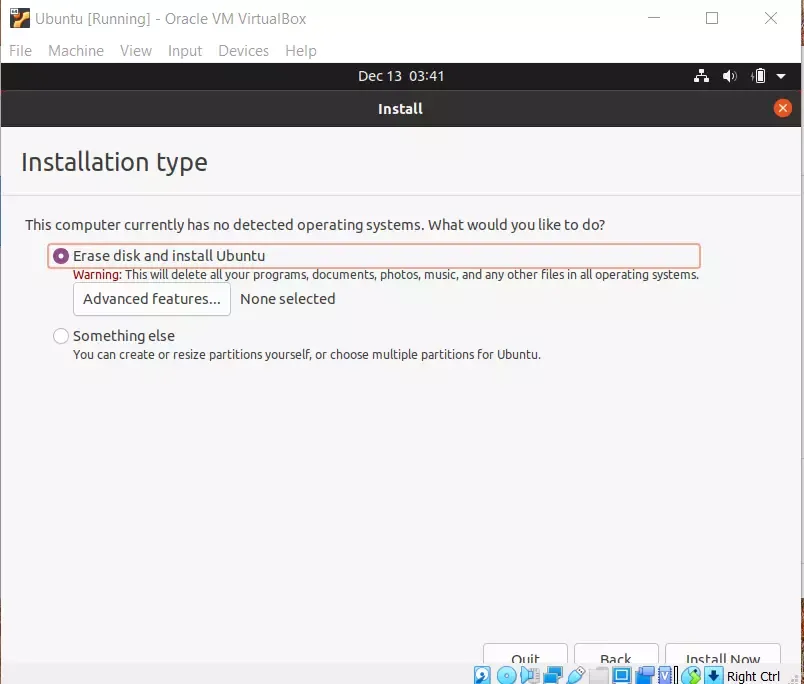 Ubuntu [Running] - Oracle VM VirtualBox
File Machine View Input Devices Help
Dec 13 03:41
Install
Installation type
This computer currently has no detected operating systems. What would you like to do?
Erase disk and install Ubuntu
Warning: This will delete all your programs, documents, photos, music, and any other files in all operating systems.
Advanced features... None selected
Something else
You can create or resize partitions yourself, or choose multiple partitions for Ubuntu.
Quit Back Install Now
Right Ctrl